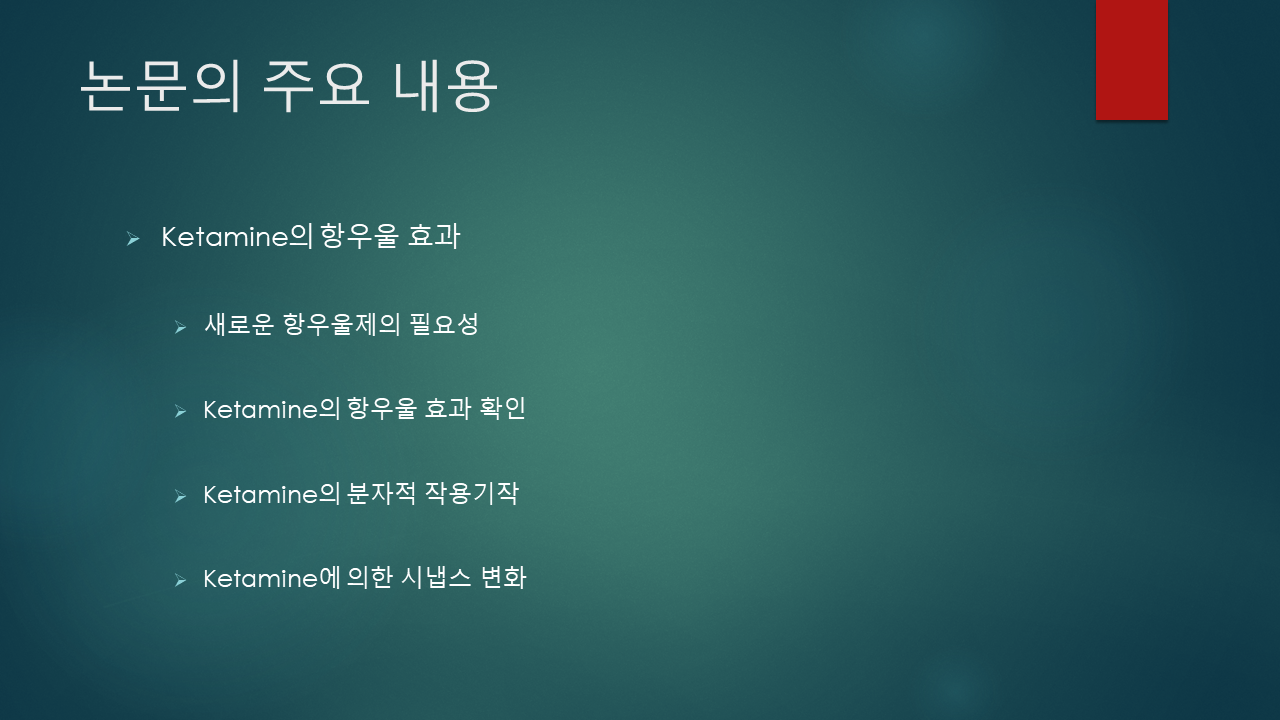 논문의 주요 내용
Ketamine의 항우울 효과
새로운 항우울제의 필요성
Ketamine의 항우울 효과 확인
Ketamine의 분자적 작용기작
Ketamine에 의한 시냅스 변화